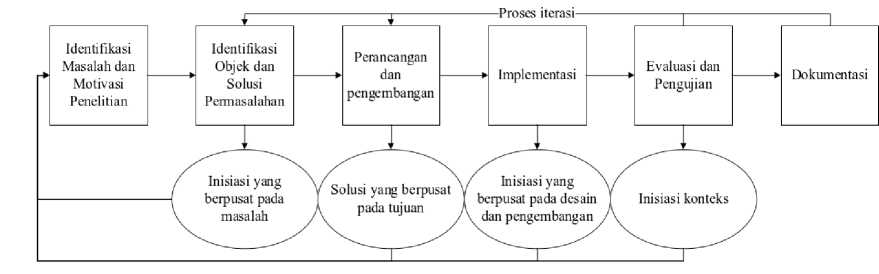 Proses iterasi
Identifikasi
Masalah dan
Motivasi
Penelitian
Identifikasi
Objek dan
Solusi
Permasalahan
Perancangan
dan
pengembangan
Implementasi
Evaluasi dan
Pengujian
Dokumentasi
Inisiasi yang
berpusat pada
masalah
Solusi yang berpusat
pada tujuan
Inisiasi yang
berpusat pada desain
dan pengembangan
Inisiasi konteks